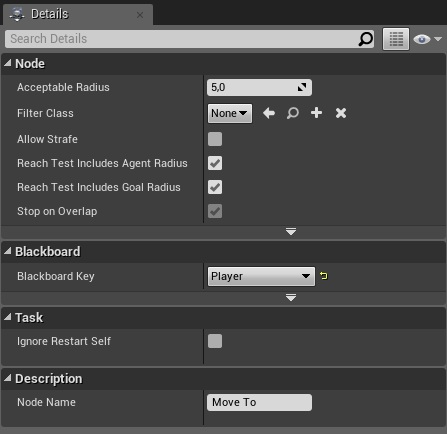 Details
Search Details
Node
Acceptable Radius 5,0
Filter Class None
Allow Strafe
Reach Test Includes Agent Radius
Reach Test Includes Goal Radius
Stop on Overlap
Blackboard
Blackboard Key Player
Task
Ignore Restart Self
Description
Node Name Move To